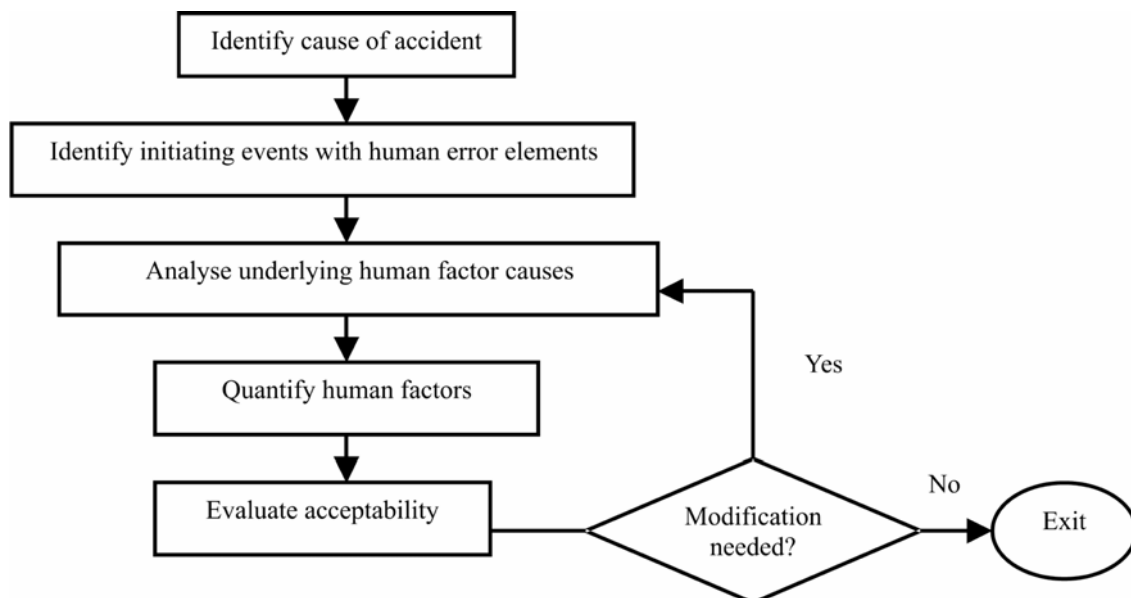 Identify cause of accident
Identify initiating events with human error elements
Analyse underlying human factor causes
Quantify human factors
Evaluate acceptability
Modification
needed?
Yes
No
Exit